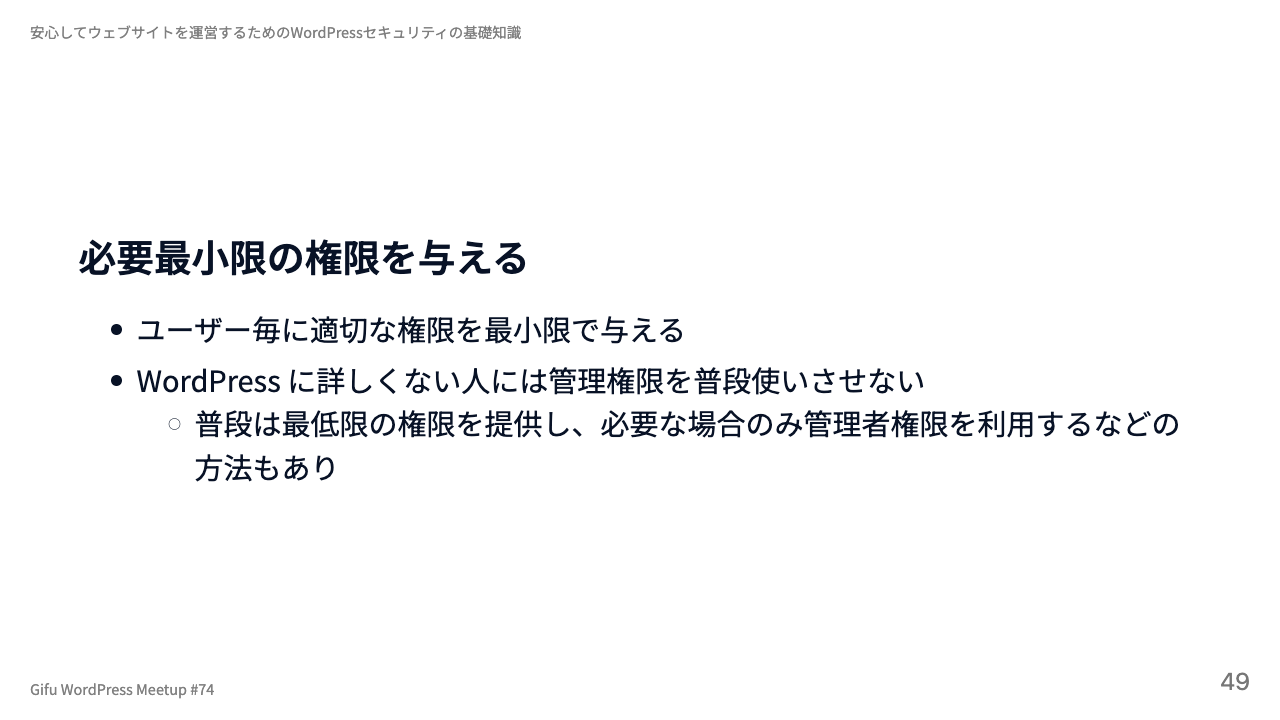 安心してウェブサイトを運営するためのWordPressセキュリティの基礎知識
必要最小限の権限を与える
ユーザー毎に適切な権限を最小限で与える
WordPress に詳しくない人には管理権限を普段使いさせない
普段は最低限の権限を提供し、必要な場合のみ管理者権限を利用するなどの
方法もあり
Gifu WordPress Meetup #74
49